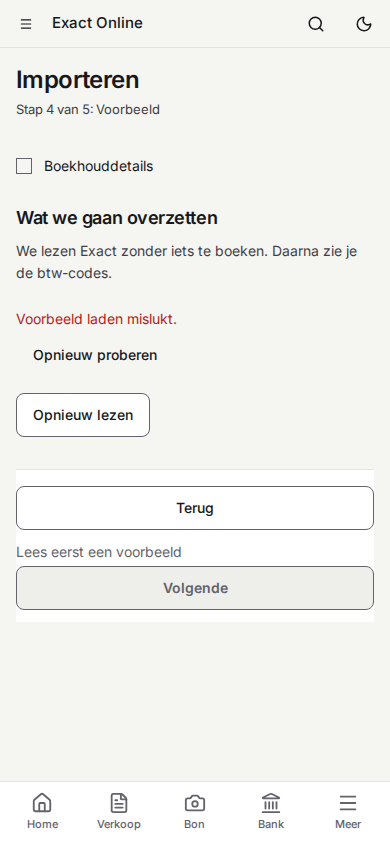 Exact Online
Importeren
Stap 4 van 5: Voorbeeld
Boekhouddetails
Wat we gaan overzetten
We lezen Exact zonder iets te boeken. Daarna zie je
de btw-codes.
Voorbeeld laden mislukt.
Opnieuw proberen
Opnieuw lezen
Terug
Lees eerst een voorbeeld
Volgende
Home
Verkoop
Bon
Bank
Meer